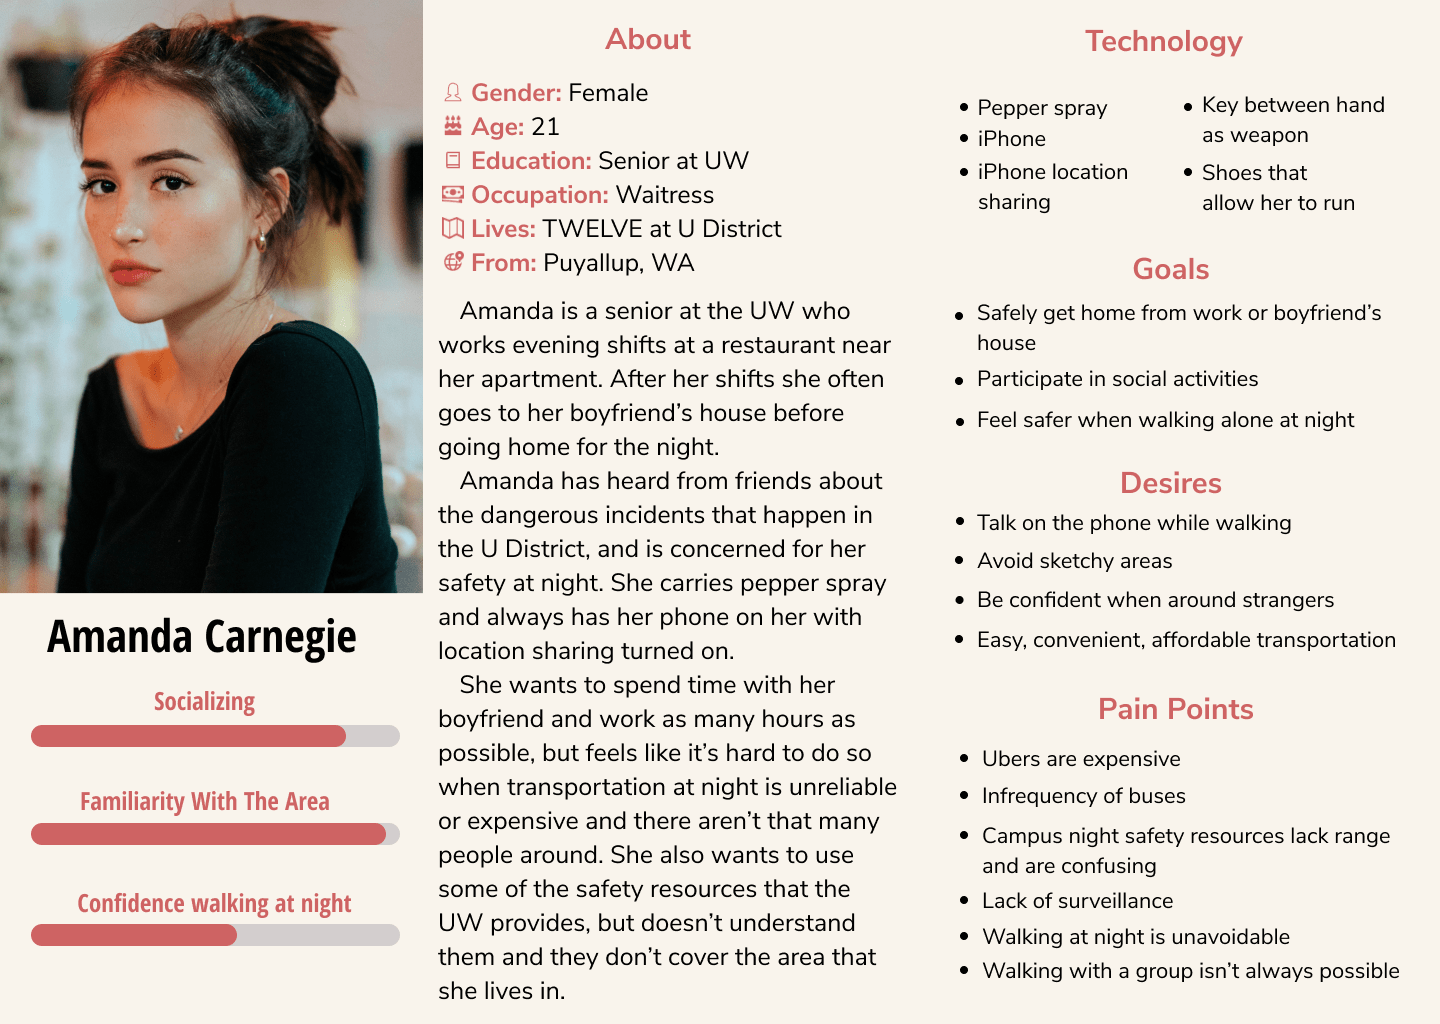 Amanda Carnegie
Socializing
Familiarity With The Area
Confidence walking at night
About
Gender: Female
Age: 21
Education: Senior at UW
Occupation: Waitress
Lives: TWELVE at U District
From: Puyallup, WA
Amanda is a senior at the UW who
works evening shifts at a restaurant near
her apartment. After her shifts she often
goes to her boyfriend’s house before
going home for the night.
Amanda has heard from friends about
the dangerous incidents that happen in
the U District, and is concerned for her
safety at night. She carries pepper spray
and always has her phone on her with
location sharing turned on.
She wants to spend time with her
boyfriend and work as many hours as
possible, but feels like it’s hard to do so
when transportation at night is unreliable
or expensive and there aren’t that many
people around. She also wants to use
some of the safety resources that the
UW provides, but doesn’t understand
them and they don’t cover the area that
she lives in.
Technology
• Pepper spray
• iPhone
• iPhone location
sharing
• Key between hand
as weapon
• Shoes that
allow her to run
Goals
• Safely get home from work or boyfriend’s
house
• Participate in social activities
• Feel safer when walking alone at night
Desires
• Talk on the phone while walking
• Avoid sketchy areas
• Be confident when around strangers
• Easy, convenient, affordable transportation
Pain Points
• Ubers are expensive
• Infrequency of buses
• Campus night safety resources lack range
and are confusing
• Lack of surveillance
• Walking at night is unavoidable
• Walking with a group isn’t always possible